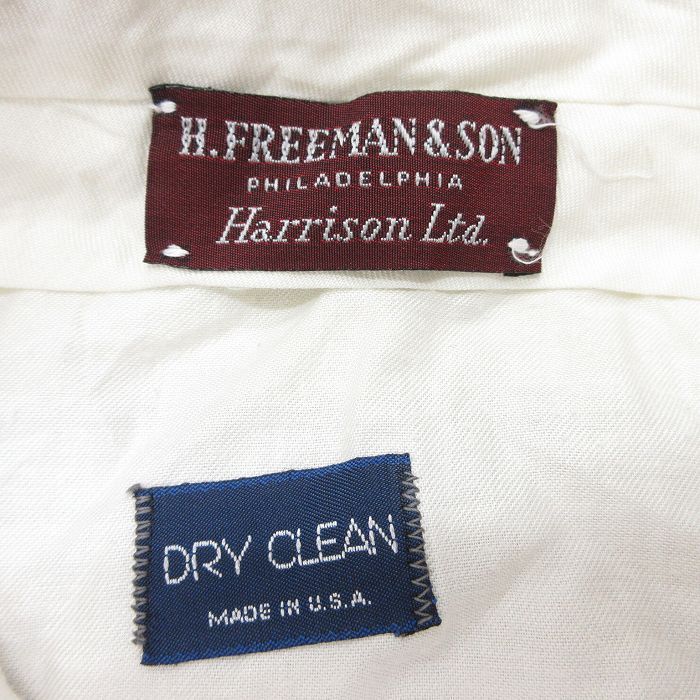 H. FREEMAN & SON
PHILADELPHIA
Harrison Ltd.
DRY CLEAN
MADE IN U.S.A.